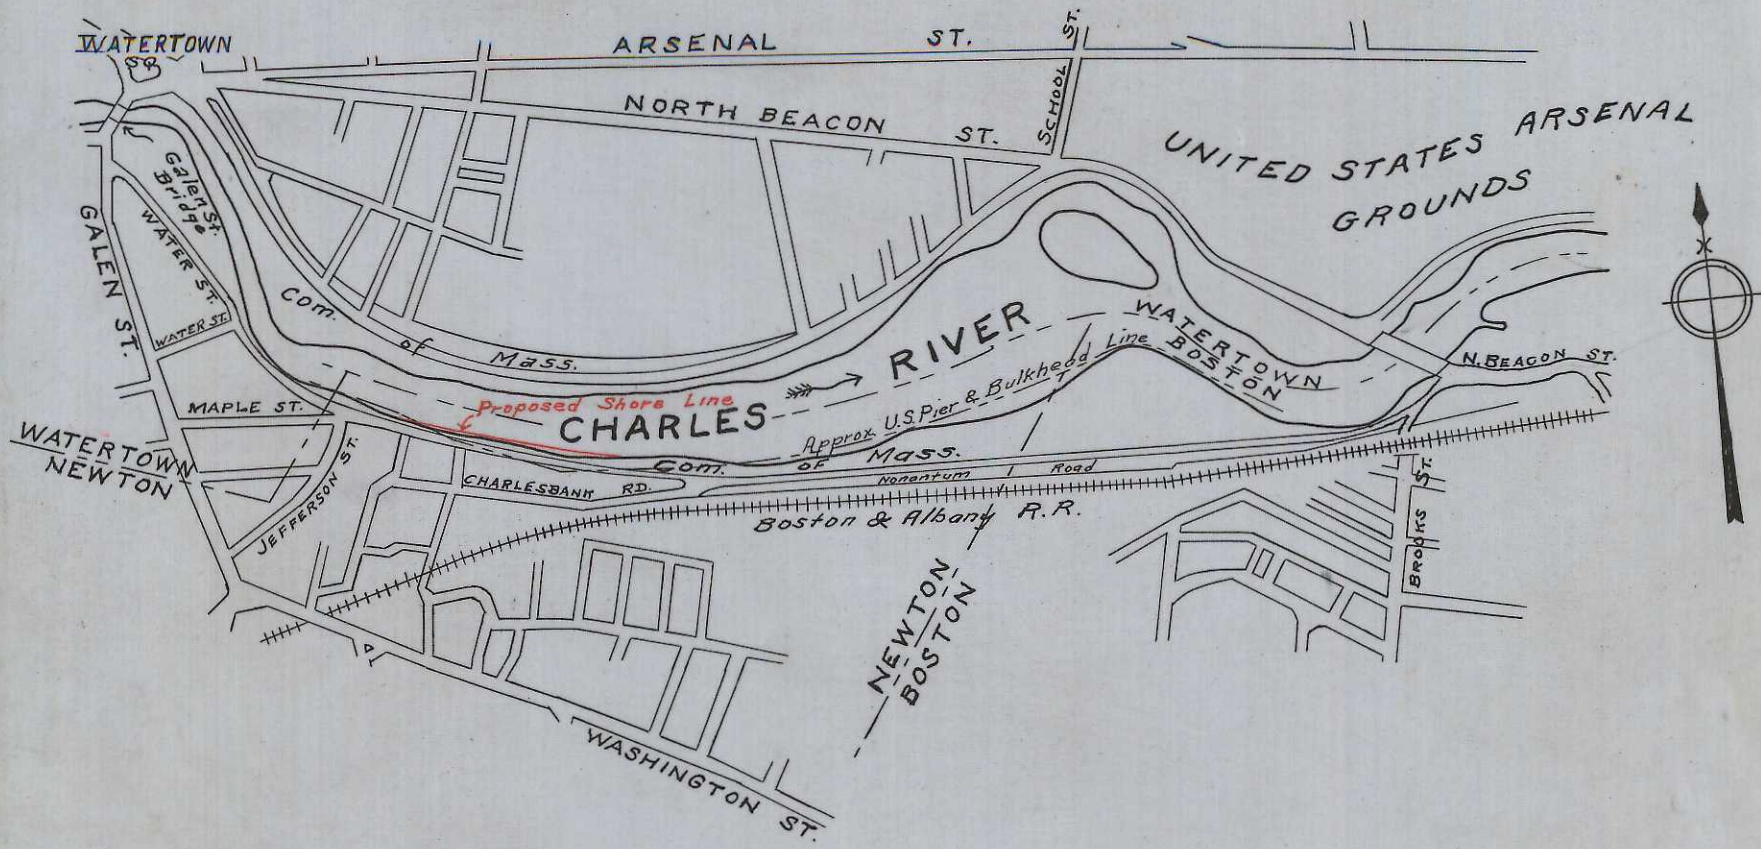 WATERTOWN
SQ.
ARSENAL ST.
SCHOOL ST.
NORTH BEACON ST.
UNITED STATES ARSENAL
GROUNDS
Galen St.
Bridge
GALEN ST.
WATER ST.
WATER ST.
Com. of Mass.
CHARLES RIVER
WATERTOWN
BOSTON
Approx. U.S. Pier & Bulkhead Line
N. BEACON ST.
Proposed Shore Line
MAPLE ST.
WATERTOWN
NEWTON
JEFFERSON ST.
CHARLESBANK RD.
Com. of Mass.
Nonantum Road
Boston & Albany R.R.
BROOKS ST.
NEWTON
BOSTON
WASHINGTON ST.